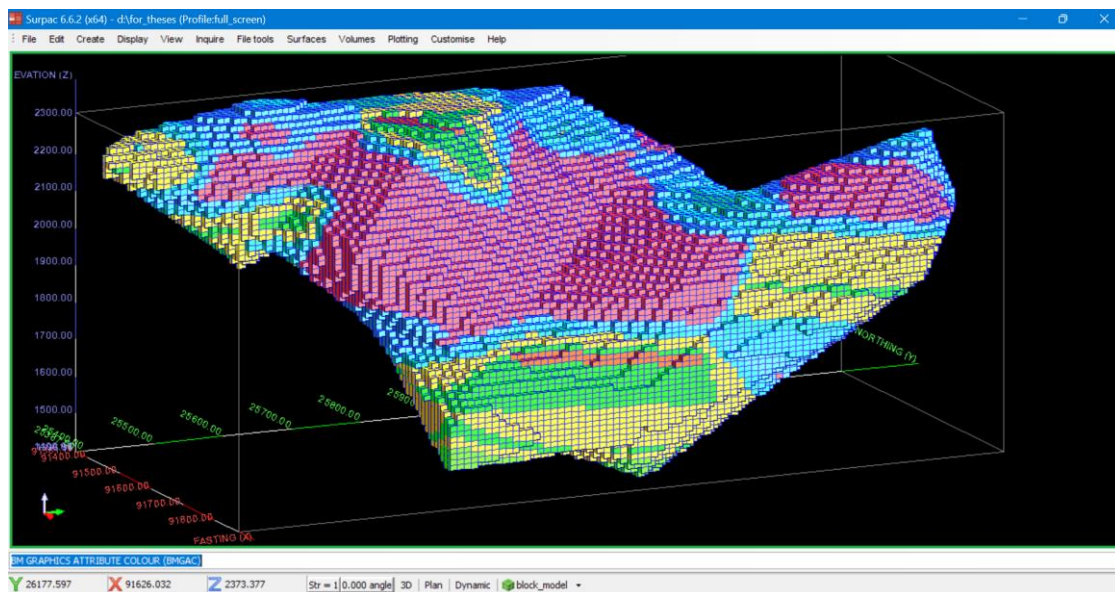 Surpac 6.6.2 (x64) - d:\for_theses (Profile:full_screen)
File Edit Create Display View Inquire File tools Surfaces Volumes Plotting Customise Help
EVATION (Z)
2300.00
2200.00
2100.00
2000.00
1900.00
1800.00
1700.00
1600.00
1500.00
25400.00
25500.00
25600.00
25700.00
25800.00
NORTHING (Y)
91400.00
91500.00
91600.00
91700.00
91800.00
EASTING (X)
BM GRAPHICS ATTRIBUTE COLOUR (BMGAC)
Y 26177.597 X 91626.032 Z 2373.377 Str = 1 0.000 angle 3D Plan Dynamic block_model